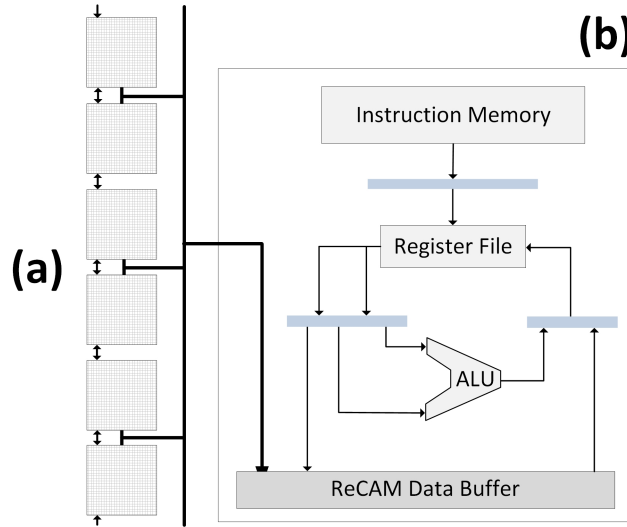 (a)
(b)
Instruction Memory
Register File
ALU
ReCAM Data Buffer